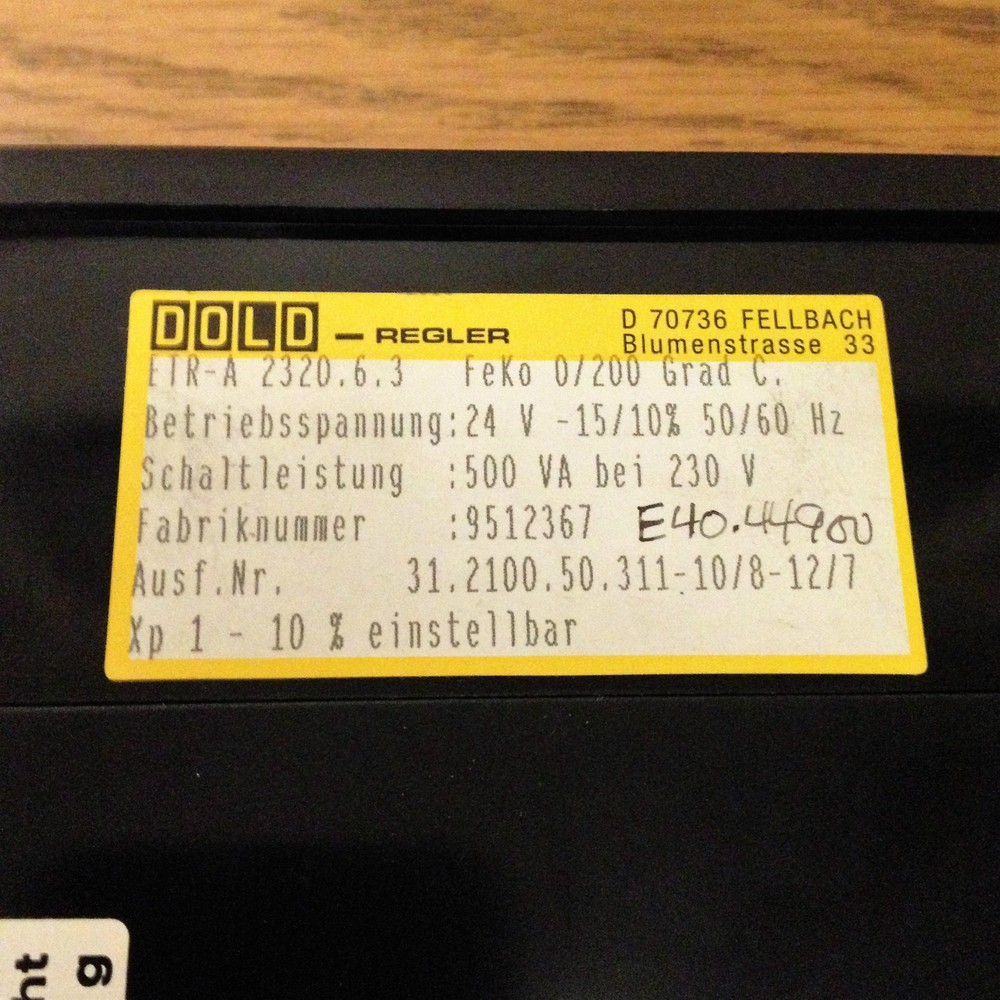 DOLD - REGLER
D 70736 FELLBACH
Blumenstrasse 33
ETR-A 2320.6.3 FeKo 0/200 Grad C.
Betriebsspannung:24 V -15/10% 50/60 Hz
Schaltleistung :500 VA bei 230 V
Fabriknummer :9512367 E40.44900
Ausf.Nr. 31.2100.50.311-10/8-12/7
Xp 1 - 10 % einstellbar
ht
g